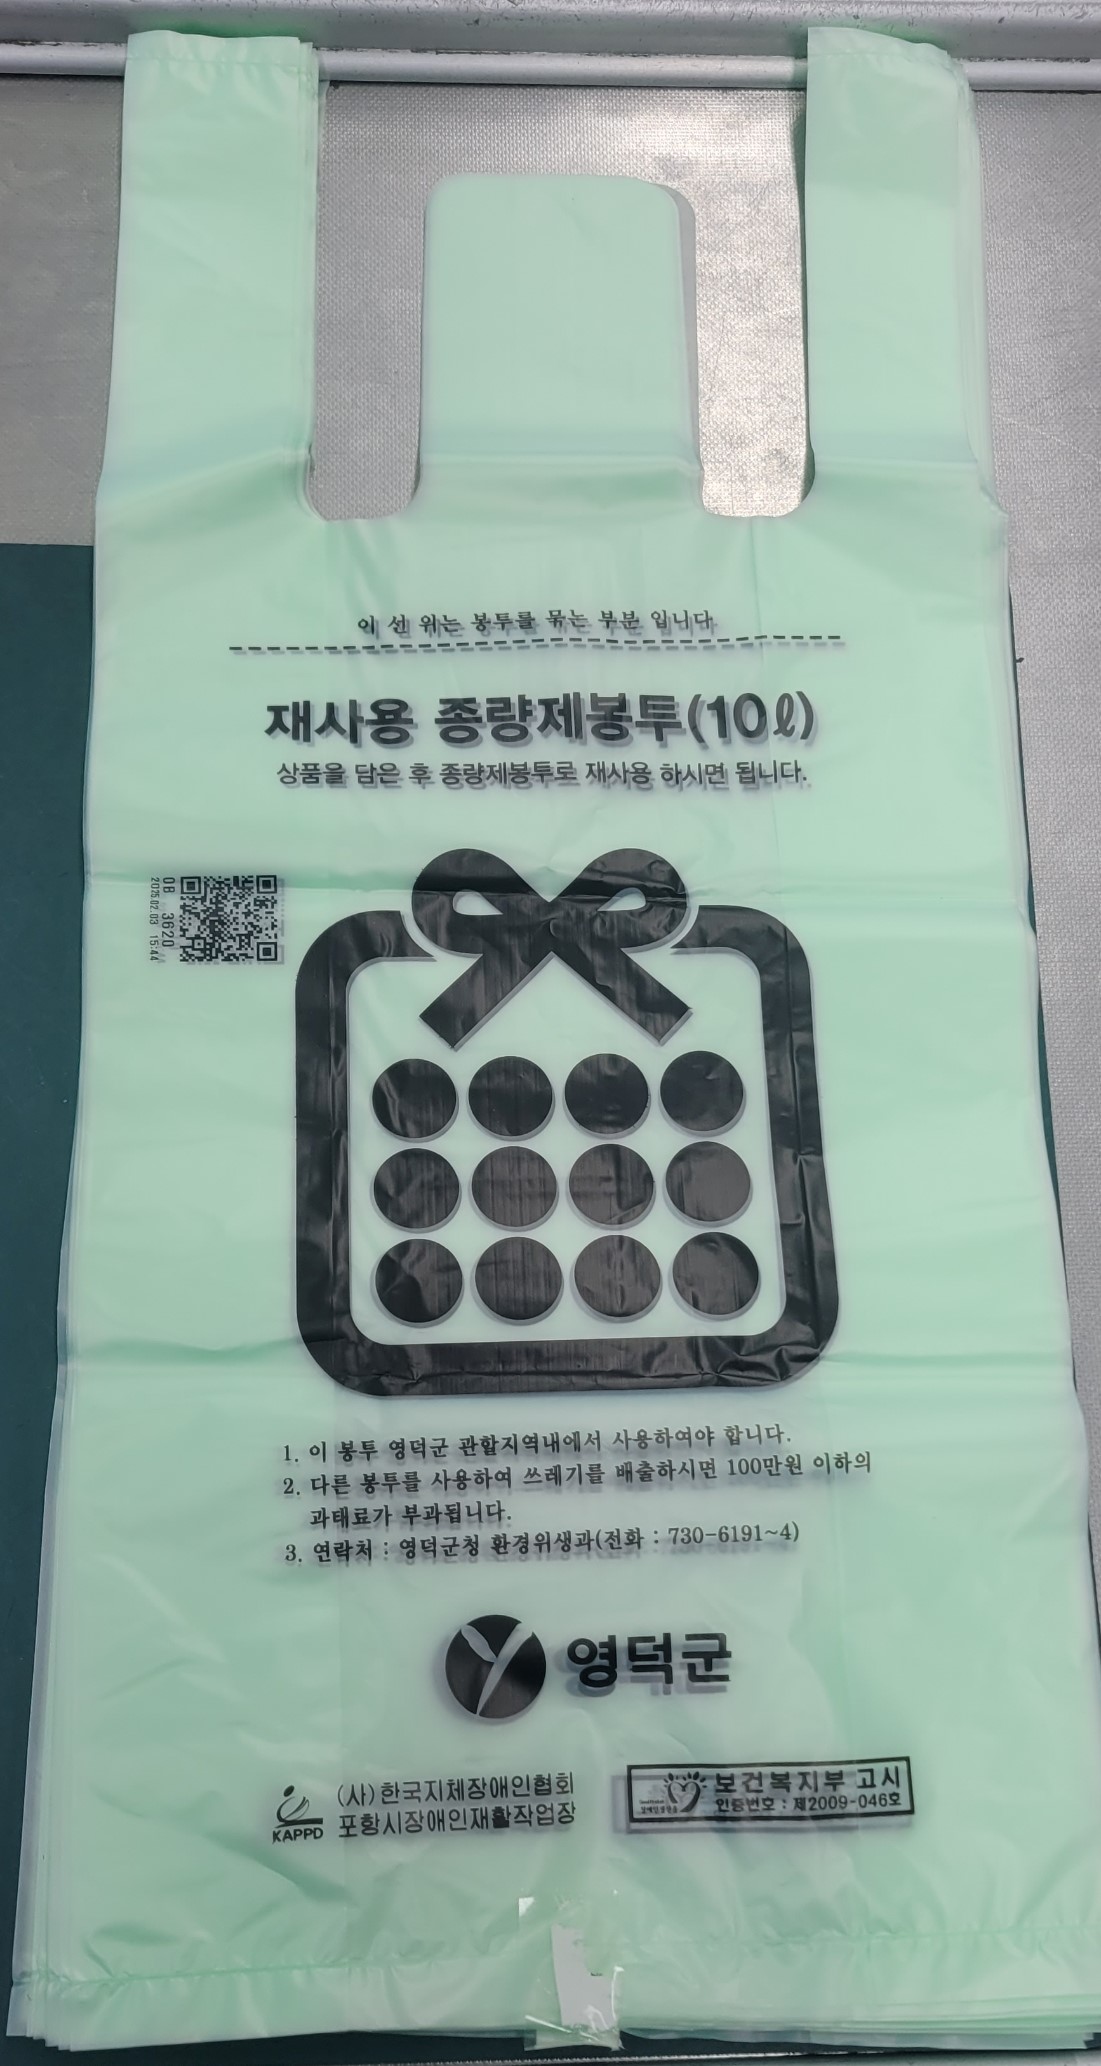 이 선 위는 봉투를 묶는 부분 입니다
재사용 종량제봉투(10ℓ)
상품을 담은 후 종량제봉투로 재사용 하시면 됩니다.
08 3620
2025.02.03 15:44
1. 이 봉투 영덕군 관할지역내에서 사용하여야 합니다.
2. 다른 봉투를 사용하여 쓰레기를 배출하시면 100만원 이하의
과태료가 부과됩니다.
3. 연락처 : 영덕군청 환경위생과(전화 : 730-6191~4)
영덕군
KAPPD
(사)한국지체장애인협회
포항시장애인재활작업장
보건복지부 고시
인증번호 : 제2009-046호